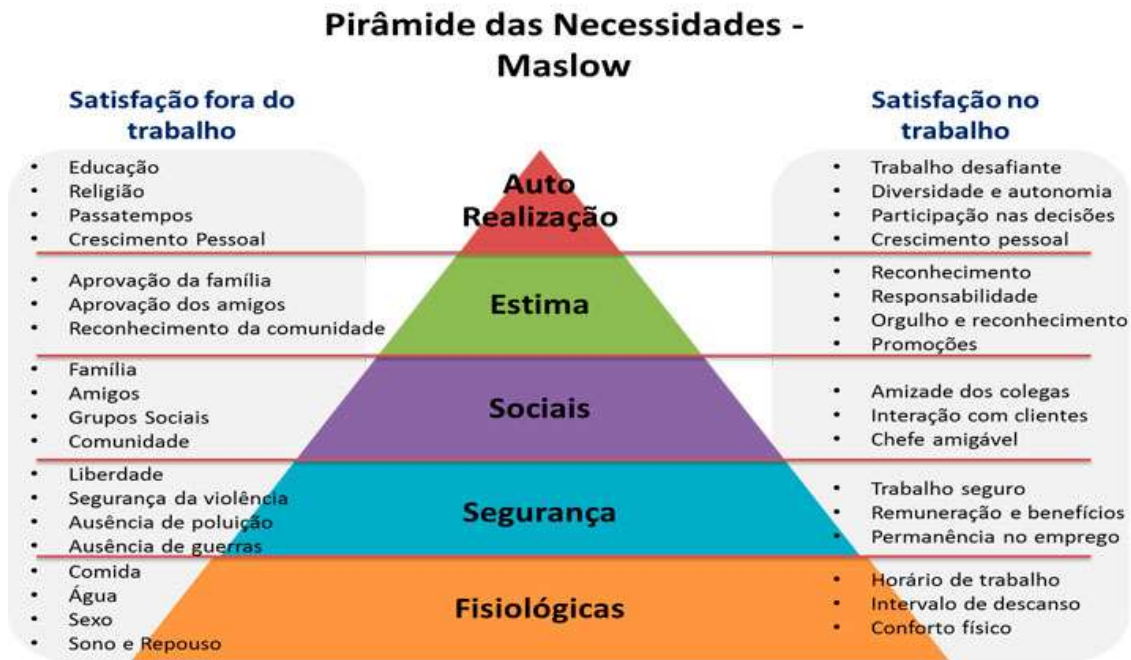 Pirâmide das Necessidades -
Maslow
Satisfação fora do
trabalho
• Educação
• Religião
• Passatempos
• Crescimento Pessoal
• Aprovação da família
• Aprovação dos amigos
• Reconhecimento da comunidade
• Família
• Amigos
• Grupos Sociais
• Comunidade
• Liberdade
• Segurança da violência
• Ausência de poluição
• Ausência de guerras
• Comida
• Água
• Sexo
• Sono e Repouso
Auto
Realização
Estima
Sociais
Segurança
Fisiológicas
Satisfação no
trabalho
• Trabalho desafiante
• Diversidade e autonomia
• Participação nas decisões
• Crescimento pessoal
• Reconhecimento
• Responsabilidade
• Orgulho e reconhecimento
• Promoções
• Amizade dos colegas
• Interação com clientes
• Chefe amigável
• Trabalho seguro
• Remuneração e benefícios
• Permanência no emprego
• Horário de trabalho
• Intervalo de descanso
• Conforto físico